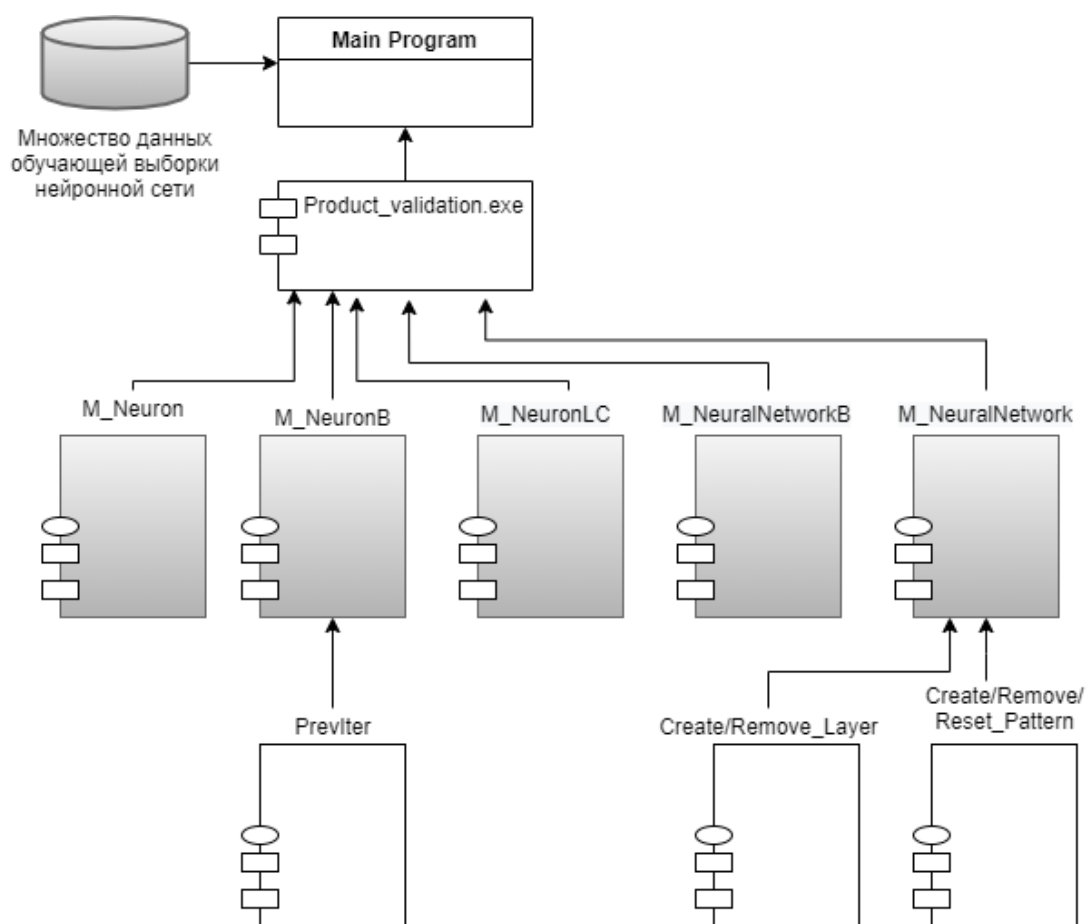 Main Program
Множество данных
обучающей выборки
нейронной сети
Product_validation.exe
M_Neuron
M_NeuronB
M_NeuronLC
M_NeuralNetworkB
M_NeuralNetwork
PrevIter
Create/Remove_Layer
Create/Remove/
Reset_Pattern